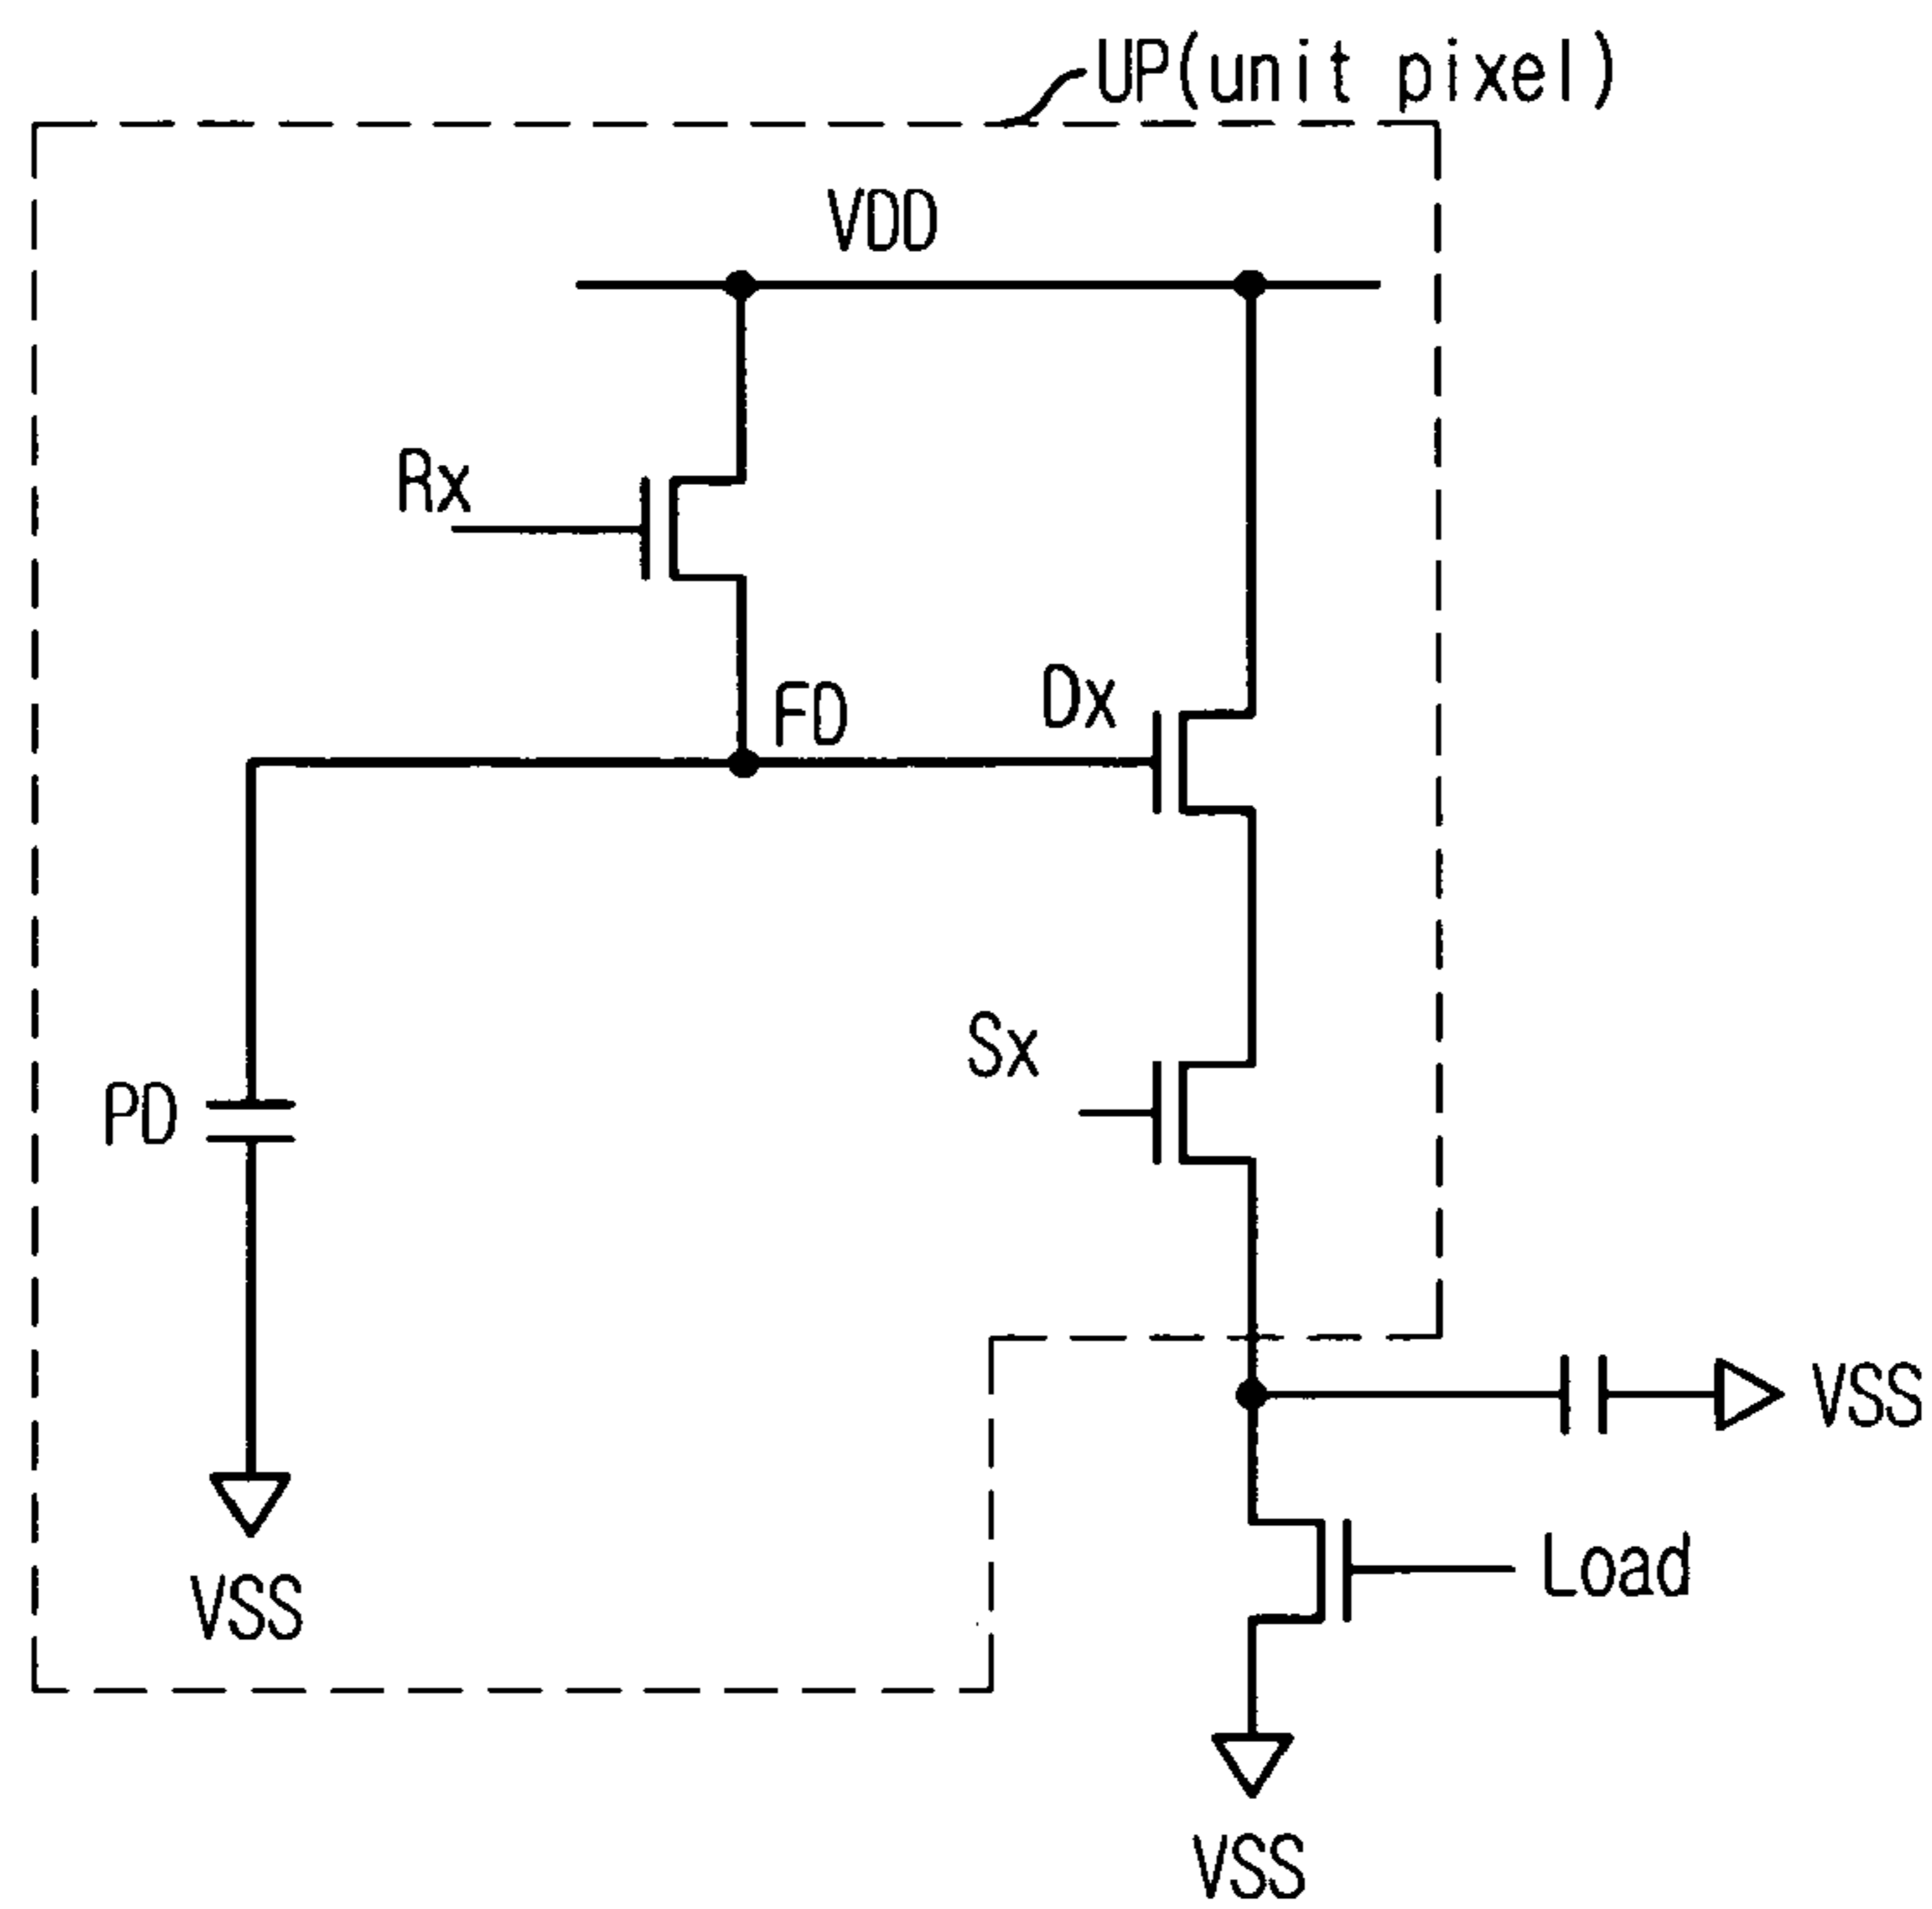 UP(unit pixel)
VDD
Rx
FD
Dx
Sx
PD
VSS
Load
VSS
VSS